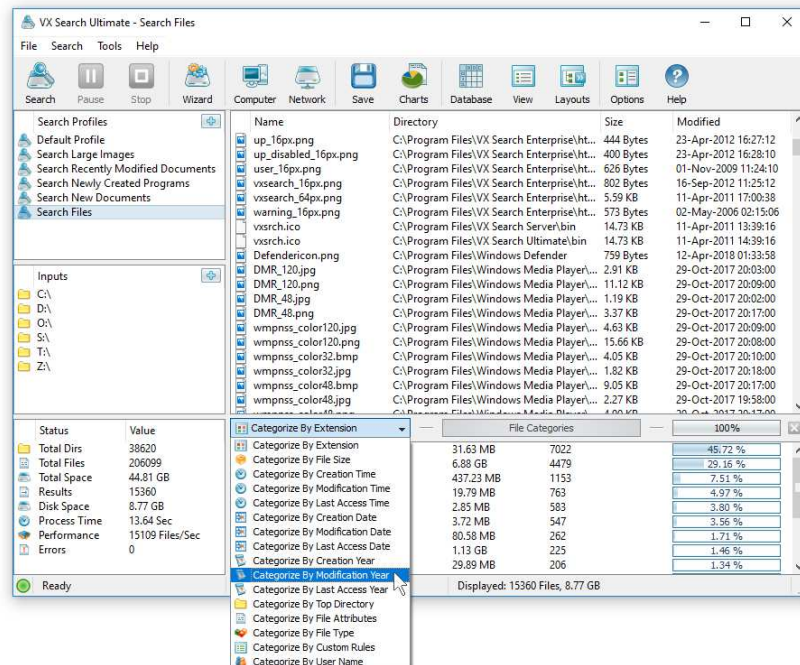 VX Search Ultimate - Search Files
File Search Tools Help
Search Pause Stop Wizard Computer Network Save Charts Database View Layouts Options Help
Search Profiles
Default Profile
Search Large Images
Search Recently Modified Documents
Search Newly Created Programs
Search New Documents
Search Files
Inputs
C:\
D:\
O:\
S:\
T:\
Z:\
Name Directory Size Modified
up_16px.png C:\Program Files\VX Search Enterprise\ht... 444 Bytes 23-Apr-2012 16:27:12
up_disabled_16px.png C:\Program Files\VX Search Enterprise\ht... 400 Bytes 23-Apr-2012 16:28:10
user_16px.png C:\Program Files\VX Search Enterprise\ht... 626 Bytes 01-Nov-2009 11:24:10
vxsearch_16px.png C:\Program Files\VX Search Enterprise\ht... 802 Bytes 16-Sep-2012 11:25:12
vxsearch_64px.png C:\Program Files\VX Search Enterprise\ht... 5.59 KB 11-Apr-2011 17:00:38
warning_16px.png C:\Program Files\VX Search Enterprise\ht... 573 Bytes 02-May-2006 02:15:06
vxsrch.ico C:\Program Files\VX Search Server\bin 14.73 KB 11-Apr-2011 13:39:16
vxsrch.ico C:\Program Files\VX Search Ultimate\bin 14.73 KB 11-Apr-2011 14:39:16
Defendericon.png C:\Program Files\Windows Defender 759 Bytes 12-Apr-2018 01:33:58
DMR_120.jpg C:\Program Files\Windows Media Player\... 2.91 KB 29-Oct-2017 20:03:00
DMR_120.png C:\Program Files\Windows Media Player\... 11.12 KB 29-Oct-2017 20:09:00
DMR_48.jpg C:\Program Files\Windows Media Player\... 1.19 KB 29-Oct-2017 20:02:00
DMR_48.png C:\Program Files\Windows Media Player\... 3.37 KB 29-Oct-2017 20:17:00
wmpnss_color120.jpg C:\Program Files\Windows Media Player\... 4.63 KB 29-Oct-2017 20:09:00
wmpnss_color120.png C:\Program Files\Windows Media Player\... 15.66 KB 29-Oct-2017 20:08:00
wmpnss_color32.bmp C:\Program Files\Windows Media Player\... 4.05 KB 29-Oct-2017 20:10:00
wmpnss_color32.jpg C:\Program Files\Windows Media Player\... 1.82 KB 29-Oct-2017 20:18:00
wmpnss_color48.bmp C:\Program Files\Windows Media Player\... 9.05 KB 29-Oct-2017 20:17:00
wmpnss_color48.jpg C:\Program Files\Windows Media Player\... 2.27 KB 29-Oct-2017 19:58:00
Status Value
Total Dirs 38620
Total Files 206099
Total Space 44.81 GB
Results 15360
Disk Space 8.77 GB
Process Time 13.64 Sec
Performance 15109 Files/Sec
Errors 0
Categorize By Extension File Categories 100%
Categorize By Extension
Categorize By File Size
Categorize By Creation Time
Categorize By Modification Time
Categorize By Last Access Time
Categorize By Creation Date
Categorize By Modification Date
Categorize By Last Access Date
Categorize By Creation Year
Categorize By Modification Year
Categorize By Last Access Year
Categorize By Top Directory
Categorize By File Attributes
Categorize By File Type
Categorize By Custom Rules
Categorize By User Name
31.63 MB 7022 45.72 %
6.88 GB 4479 29.16 %
437.23 MB 1153 7.51 %
19.79 MB 763 4.97 %
2.85 MB 583 3.80 %
3.72 MB 547 3.56 %
80.58 MB 262 1.71 %
1.13 GB 225 1.46 %
29.89 MB 206 1.34 %
Ready
Displayed: 15360 Files, 8.77 GB